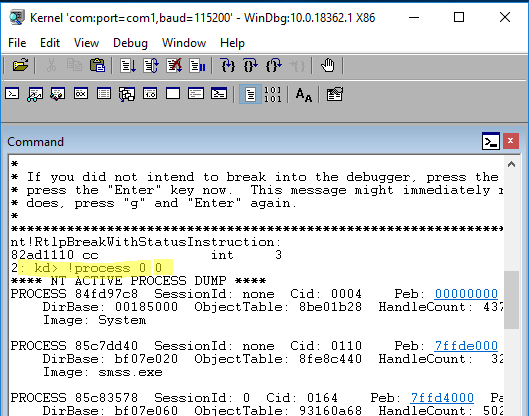 Kernel 'com:port=com1,baud=115200' - WinDbg:10.0.18362.1 X86
File Edit View Debug Window Help
101
101
AA
Command
*
* If you did not intend to break into the debugger, press the
* press the "Enter" key now. This message might immediately
* does, press "g" and "Enter" again.
*
*******************************************************
nt!RtlpBreakWithStatusInstruction:
82ad1110 cc int 3
2: kd> !process 0 0
**** NT ACTIVE PROCESS DUMP ****
PROCESS 84fd97c8 SessionId: none Cid: 0004 Peb: 00000000
DirBase: 00185000 ObjectTable: 8be01b28 HandleCount: 437
Image: System
PROCESS 85c7dd40 SessionId: none Cid: 0110 Peb: 7ffde000
DirBase: bf07e020 ObjectTable: 8fe8c440 HandleCount: 32
Image: smss.exe
PROCESS 85c83578 SessionId: 0 Cid: 0164 Peb: 7ffd4000 Pa
DirBase: bf07e060 ObjectTable: 93160a68 HandleCount: 502